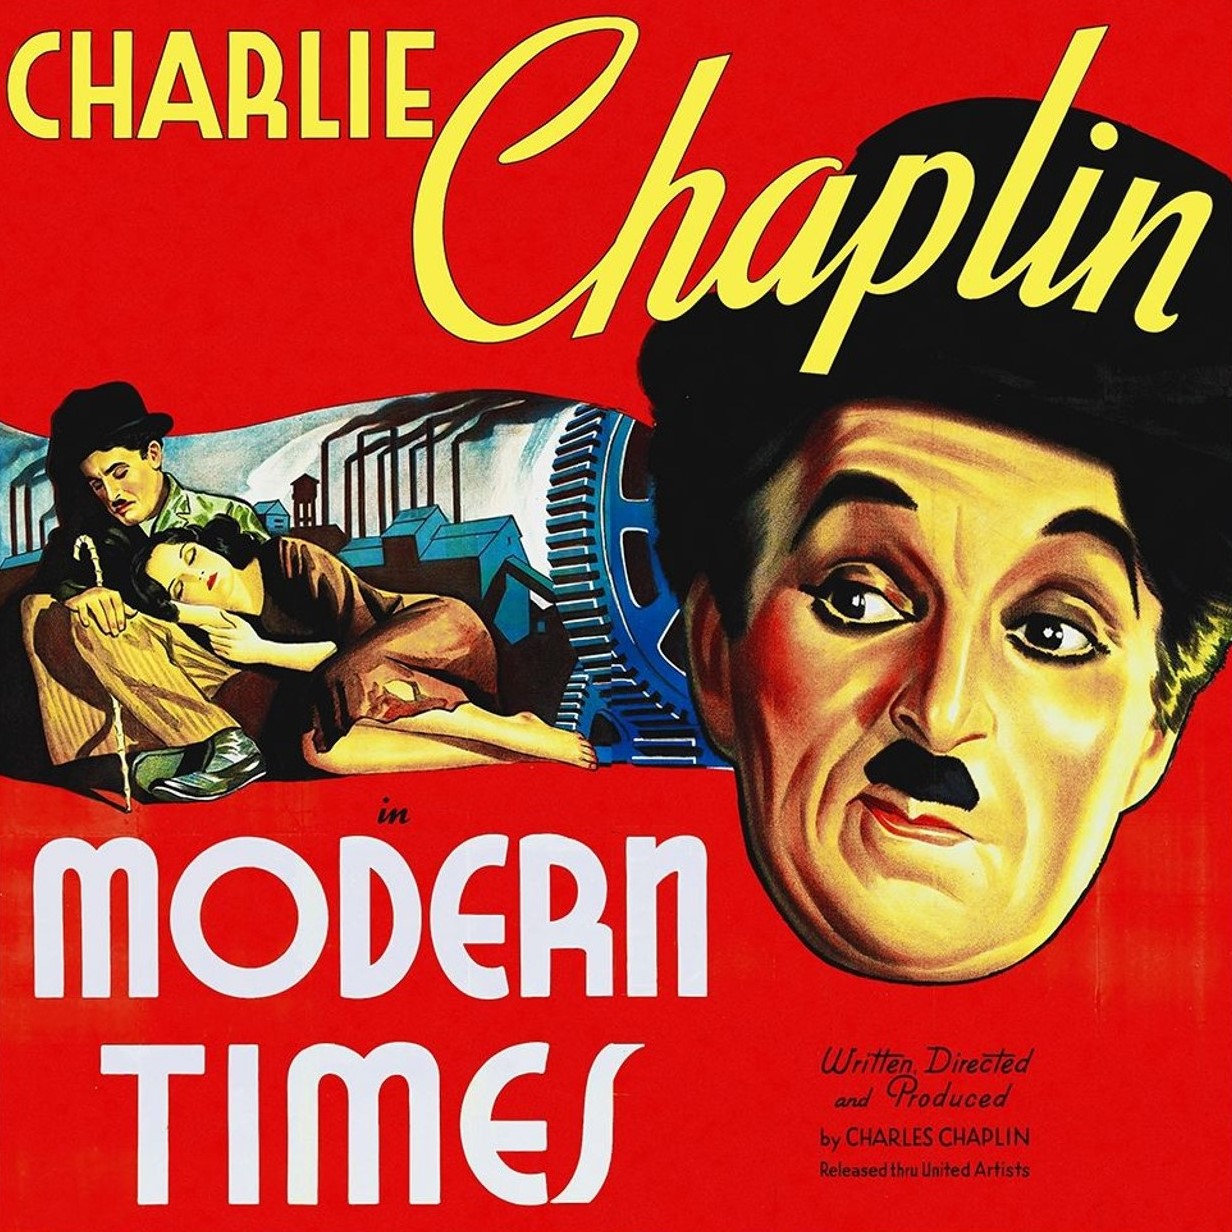 CHARLIE Chaplin
in
MODERN
TIMES
Written, Directed
and Produced
by CHARLES CHAPLIN
Released thru United Artists